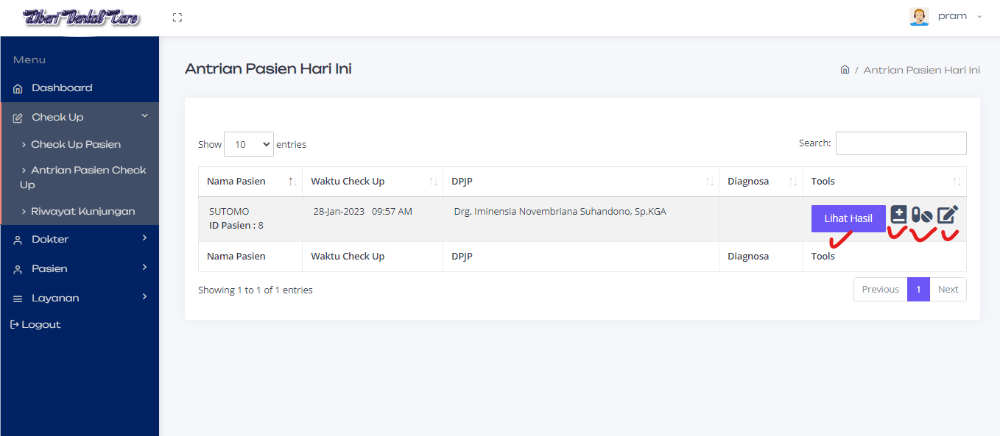 Dental Care
pram
Menu
Dashboard
Check Up
Check Up Pasien
Antrian Pasien Check
Up
Riwayat Kunjungan
Dokter
Pasien
Layanan
Logout
Antrian Pasien Hari Ini
/ Antrian Pasien Hari Ini
Show 10 entries
Search:
Nama Pasien Waktu Check Up DPJP Diagnosa Tools
SUTOMO 28-Jan-2023 09:57 AM Drg. Iminensia Novembriana Suhandono, Sp.KGA Lihat Hasil
ID Pasien : 8
Nama Pasien Waktu Check Up DPJP Diagnosa Tools
Showing 1 to 1 of 1 entries
Previous 1 Next